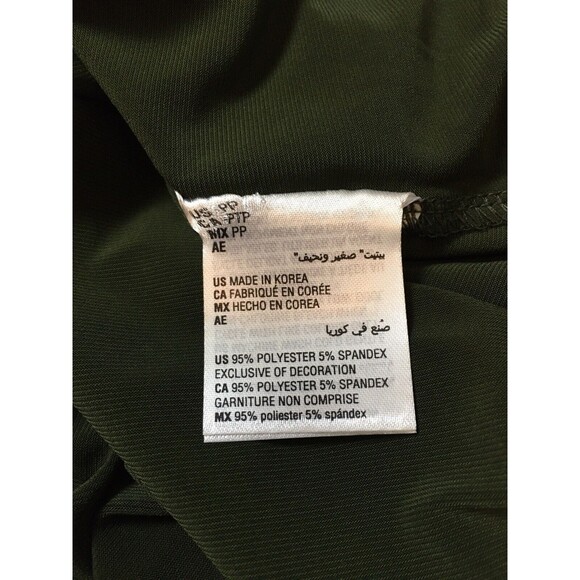 US PP
CA PTP
MX PP
AE
بيتيت" صغير ونحيف"
US MADE IN KOREA
CA FABRIQUÉ EN CORÉE
MX HECHO EN COREA
AE
صُنع في كوريا
US 95% POLYESTER 5% SPANDEX
EXCLUSIVE OF DECORATION
CA 95% POLYESTER 5% SPANDEX
GARNITURE NON COMPRISE
MX 95% poliester 5% spándex